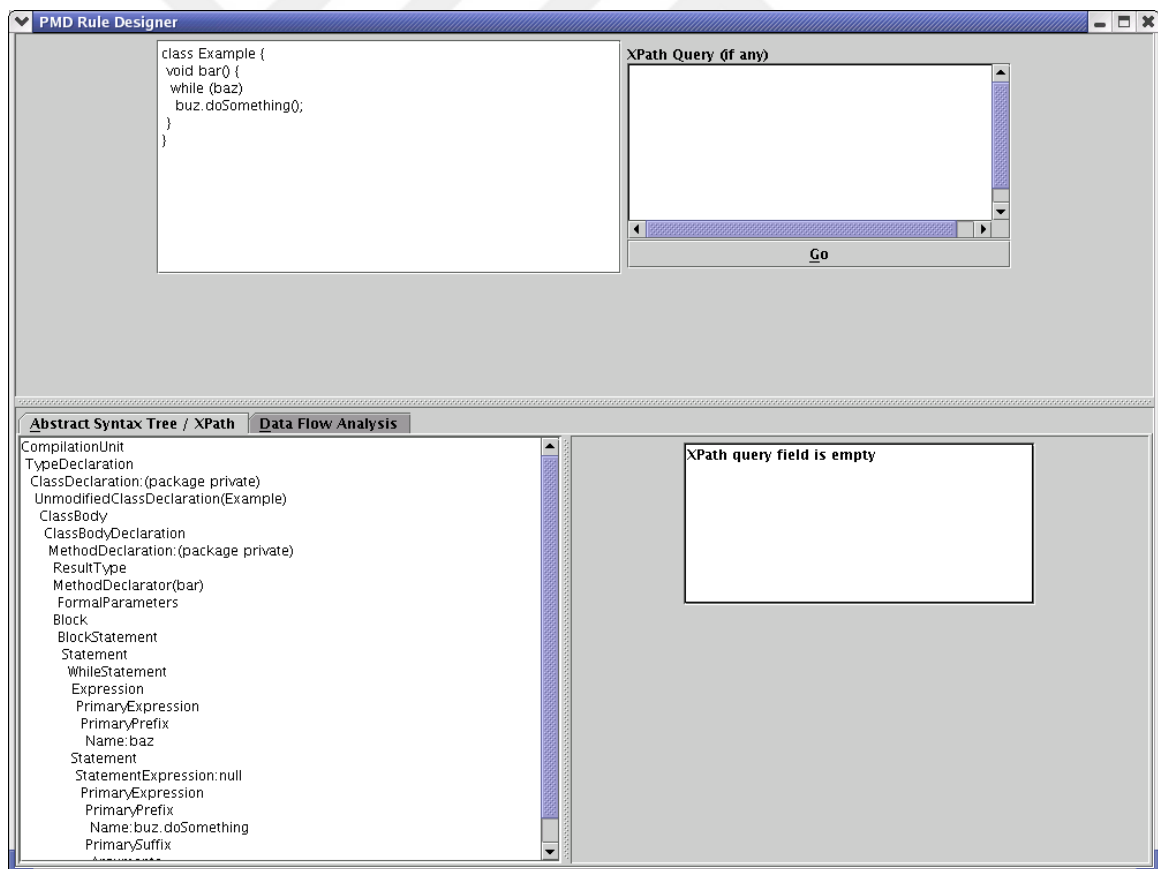 PMD Rule Designer
class Example {
void bar() {
while (baz)
buz.doSomething();
}
}
XPath Query (if any)
Go
Abstract Syntax Tree / XPath
Data Flow Analysis
CompilationUnit
TypeDeclaration
ClassDeclaration:(package private)
UnmodifiedClassDeclaration(Example)
ClassBody
ClassBodyDeclaration
MethodDeclaration:(package private)
ResultType
MethodDeclarator(bar)
FormalParameters
Block
BlockStatement
Statement
WhileStatement
Expression
PrimaryExpression
PrimaryPrefix
Name:baz
Statement
StatementExpression:null
PrimaryExpression
PrimaryPrefix
Name:buz.doSomething
PrimarySuffix
XPath query field is empty